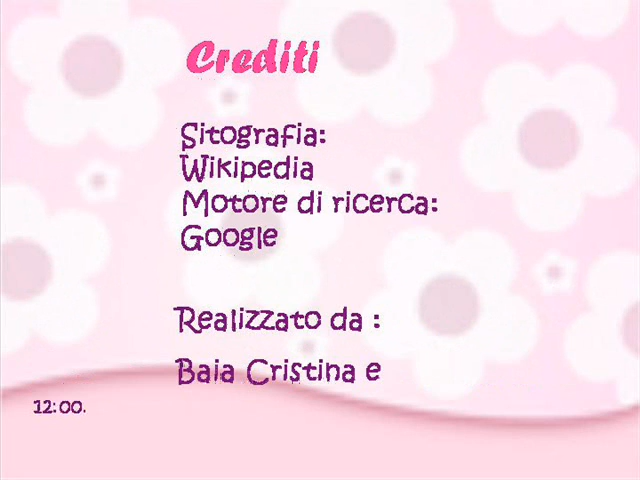 Crediti
Sitografia:
Wikipedia
Motore di ricerca:
Google
Realizzato da :
Baia Cristina e
12:00.